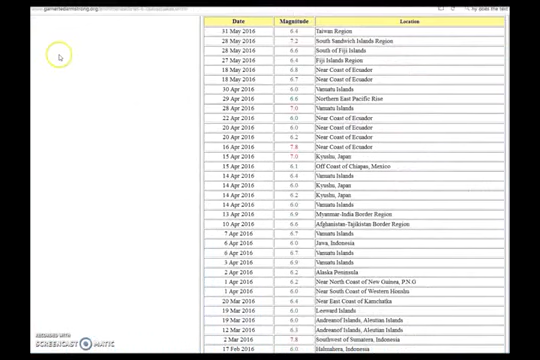 Date Magnitude Location
31 May 2016 6.4 Taiwan Region
28 May 2016 7.2 South Sandwich Islands Region
28 May 2016 6.6 South of Fiji Islands
27 May 2016 6.4 Fiji Islands Region
18 May 2016 6.8 Near Coast of Ecuador
18 May 2016 6.7 Near Coast of Ecuador
30 Apr 2016 6.0 Vanuatu Islands
29 Apr 2016 6.6 Northern East Pacific Rise
28 Apr 2016 7.0 Vanuatu Islands
22 Apr 2016 6.0 Near Coast of Ecuador
20 Apr 2016 6.0 Near Coast of Ecuador
20 Apr 2016 6.2 Near Coast of Ecuador
16 Apr 2016 7.8 Near Coast of Ecuador
15 Apr 2016 7.0 Kyushu, Japan
15 Apr 2016 6.1 Off Coast of Chiapas, Mexico
14 Apr 2016 6.4 Vanuatu Islands
14 Apr 2016 6.0 Kyushu, Japan
14 Apr 2016 6.2 Kyushu, Japan
14 Apr 2016 6.0 Vanuatu Islands
13 Apr 2016 6.9 Myanmar-India Border Region
10 Apr 2016 6.6 Afghanistan-Tajikistan Border Region
7 Apr 2016 6.7 Vanuatu Islands
6 Apr 2016 6.0 Java, Indonesia
6 Apr 2016 6.7 Vanuatu Islands
3 Apr 2016 6.9 Vanuatu Islands
2 Apr 2016 6.2 Alaska Peninsula
1 Apr 2016 6.2 Near North Coast of New Guinea, P.N.G
1 Apr 2016 6.0 Near South Coast of Western Honshu
20 Mar 2016 6.4 Near East Coast of Kamchatka
19 Mar 2016 6.0 Leeward Islands
19 Mar 2016 6.0 Andreanof Islands, Aleutian Islands
12 Mar 2016 6.3 Andreanof Islands, Aleutian Islands
2 Mar 2016 7.8 Southwest of Sumatera, Indonesia
17 Feb 2016 6.0 Halmahera, Indonesia
RECORDED WITH
SCREENCAST MATIC